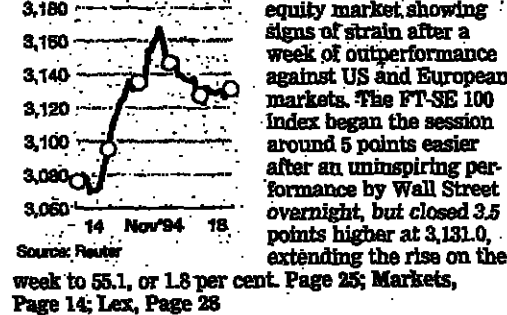 3,180
3,160
3,140
3,120
3,100
3,080
3,060
14 Nov'94 18
Source: Reuter
equity market showing
signs of strain after a
week of outperformance
against US and European
markets. The FT-SE 100
Index began the session
around 5 points easier
after an uninspiring per-
formance by Wall Street
overnight, but closed 3.5
points higher at 3,131.0,
extending the rise on the
week to 55.1, or 1.8 per cent. Page 25; Markets,
Page 14; Lex, Page 28